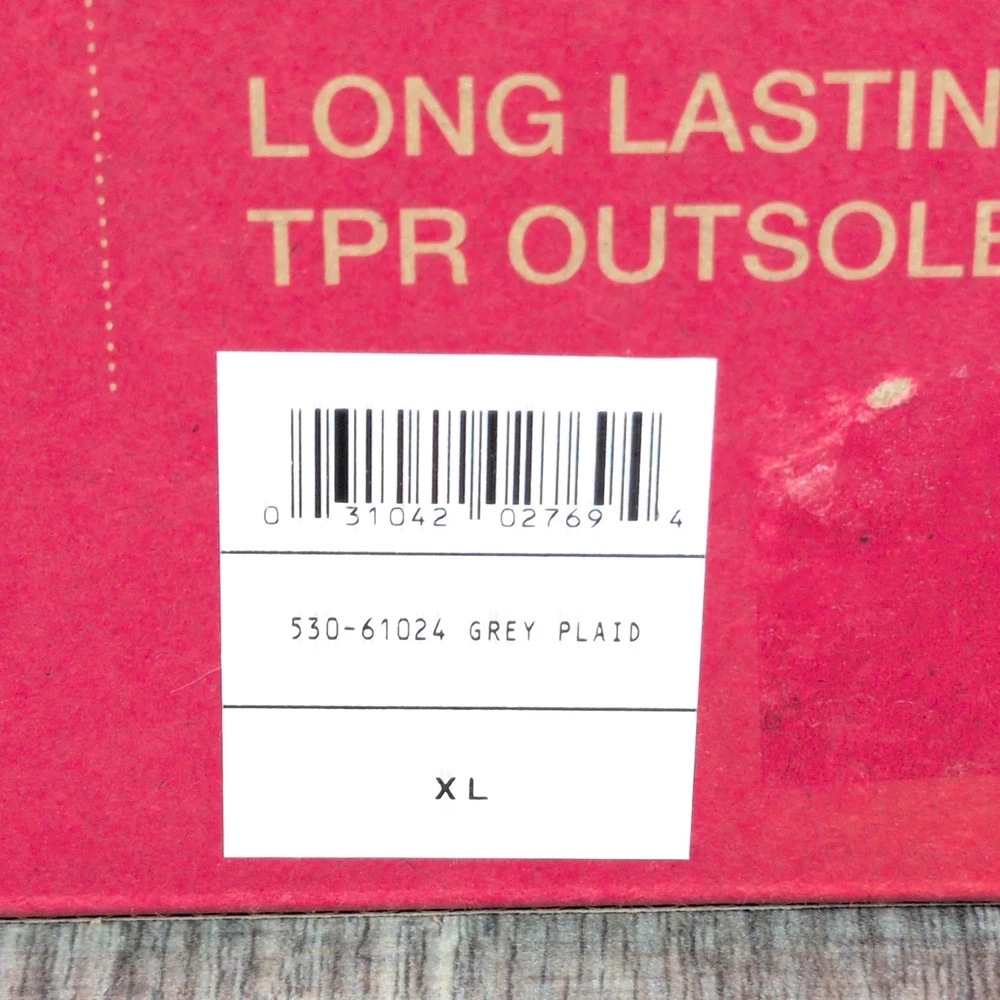 LONG LASTIN
TPR OUTSOLE
0 31042 02769 4
530-61024 GREY PLAID
XL